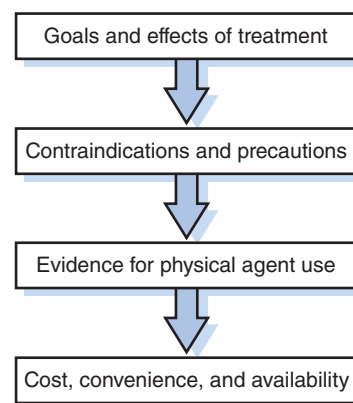 Goals and effects of treatment
Contraindications and precautions
Evidence for physical agent use
Cost, convenience, and availability